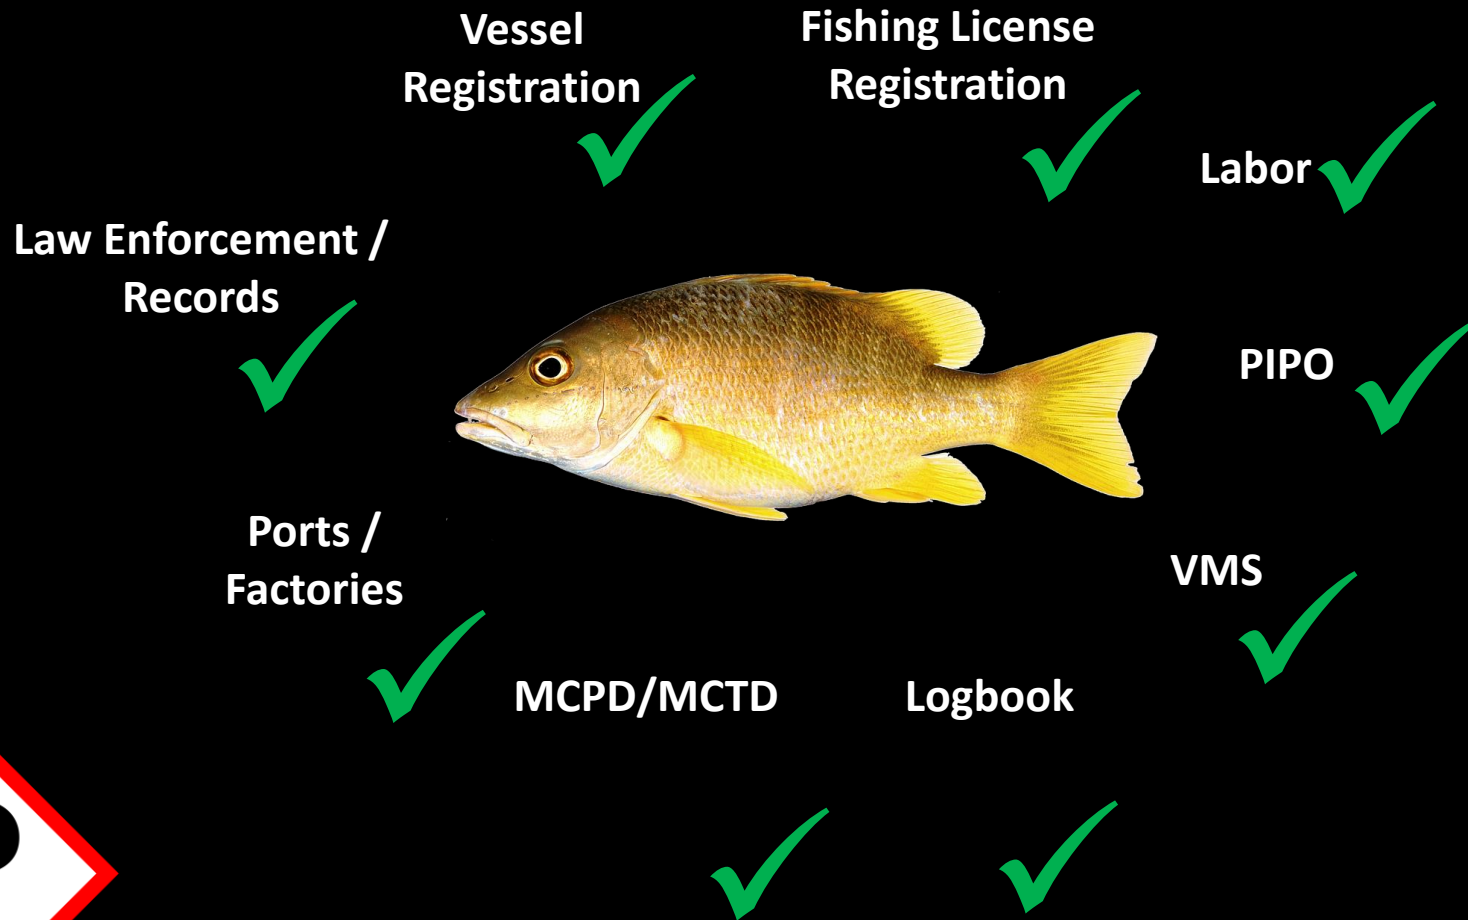 Vessel
Registration
Fishing License
Registration
Labor
Law Enforcement /
Records
PIPO
Ports /
Factories
VMS
MCPD/MCTD
Logbook